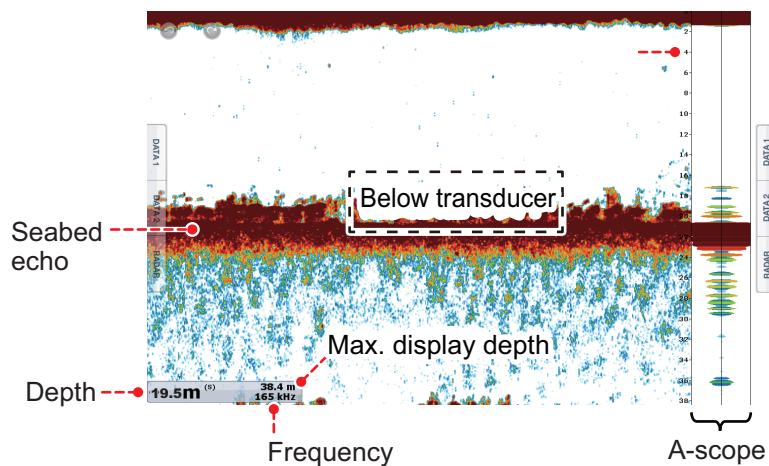 0
2
4
6
8
10
12
14
16
18
20
22
24
26
28
30
32
34
36
38
DATA 1
DATA 2
RADAR
DATA 1
DATA 2
RADAR
Below transducer
Seabed
echo
Max. display depth
Depth
19.5m (S)
38.4 m
165 kHz
Frequency
A-scope